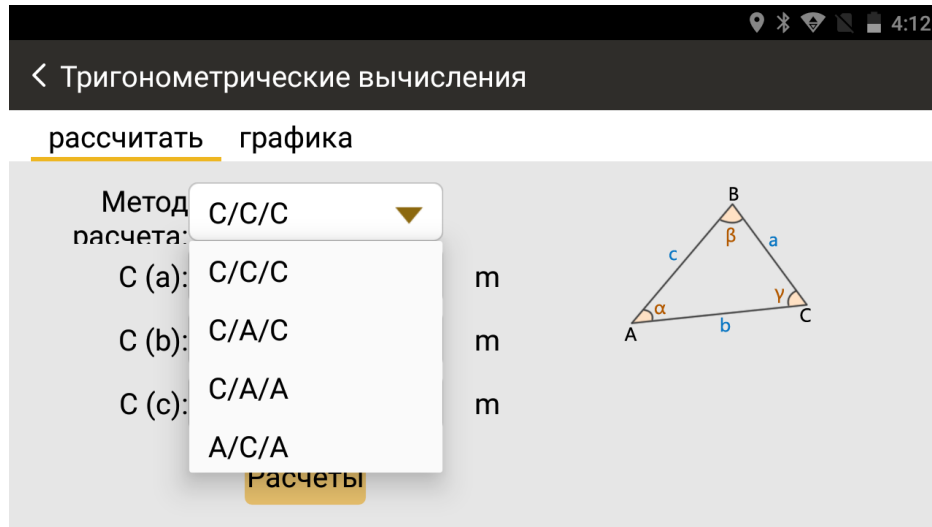 4:12
Тригонометрические вычисления
рассчитать графика
Метод расчета:
C/C/C
C/C/C
C (a): m
C/A/C
C (b): m
C/A/A
C (c): m
A/C/A
Расчеты
B
β
c a
α γ
A b C